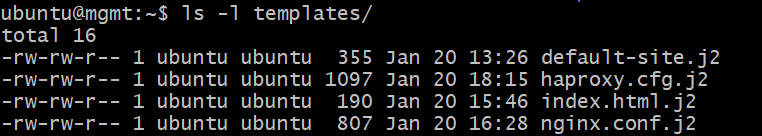 ubuntu@mgmt:~$ ls -l templates/
total 16
-rw-rw-r-- 1 ubuntu ubuntu  355 Jan 20 13:26 default-site.j2
-rw-rw-r-- 1 ubuntu ubuntu 1097 Jan 20 18:15 haproxy.cfg.j2
-rw-rw-r-- 1 ubuntu ubuntu  190 Jan 20 15:46 index.html.j2
-rw-rw-r-- 1 ubuntu ubuntu  807 Jan 20 16:28 nginx.conf.j2